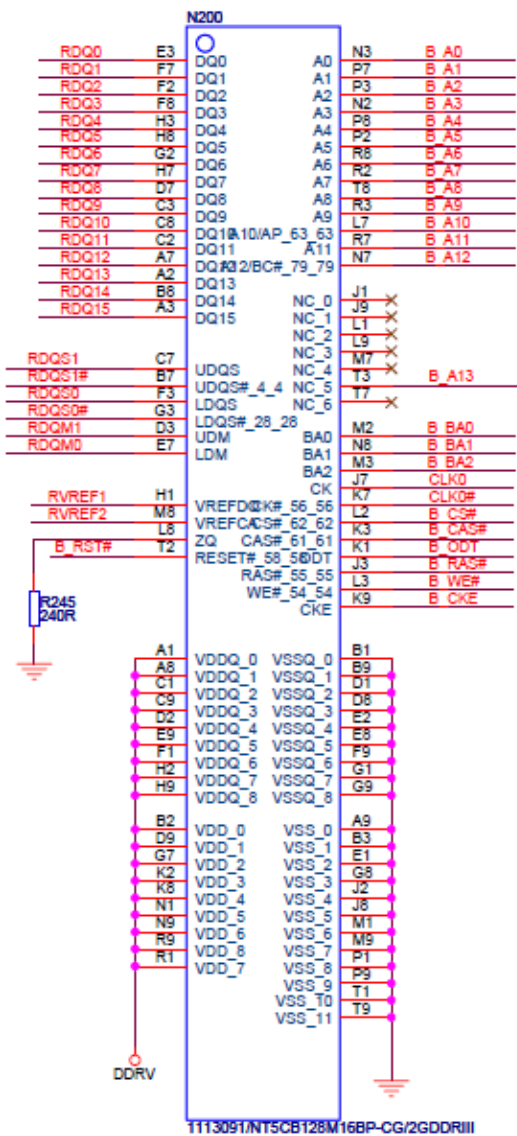 N200
RDQ0 E3 DQ0 A0 N3 B_A0
RDQ1 F7 DQ1 A1 P7 B_A1
RDQ2 F2 DQ2 A2 P3 B_A2
RDQ3 F8 DQ3 A3 N2 B_A3
RDQ4 H3 DQ4 A4 P8 B_A4
RDQ5 H8 DQ5 A5 P2 B_A5
RDQ6 G2 DQ6 A6 R8 B_A6
RDQ7 H7 DQ7 A7 R2 B_A7
RDQ8 D7 DQ8 A8 T8 B_A8
RDQ9 C3 DQ9 A9 R3 B_A9
RDQ10 C8 DQ10 A10/AP_63_63 L7 B_A10
RDQ11 C2 DQ11 A11 R7 B_A11
RDQ12 A7 DQ12 A12/BC#_79_79 N7 B_A12
RDQ13 A2 DQ13
RDQ14 B8 DQ14 NC_0 J1
RDQ15 A3 DQ15 NC_1 J9
NC_2 L1
NC_3 L9
RDQS1 C7 UDQS NC_4 M7
RDQS1# B7 UDQS#_4_4 NC_5 T3 B_A13
RDQS0 F3 LDQS NC_6 T7
RDQS0# G3 LDQS#_28_28
RDQM1 D3 UDM BA0 M2 B_BA0
RDQM0 E7 LDM BA1 N8 B_BA1
BA2 M3 B_BA2
CK J7 CLK0
RVREF1 H1 VREFDQ CK#_56_56 K7 CLK0#
RVREF2 M8 VREFCA CS#_62_62 L2 B_CS#
L8 ZQ CAS#_61_61 K3 B_CAS#
B_RST# T2 RESET#_58_58 ODT K1 B_ODT
RAS#_55_55 J3 B_RAS#
WE#_54_54 L3 B_WE#
CKE K9 B_CKE
R245
240R
A1 VDDQ_0 VSSQ_0 B1
A8 VDDQ_1 VSSQ_1 B9
C1 VDDQ_2 VSSQ_2 D1
C9 VDDQ_3 VSSQ_3 D8
D2 VDDQ_4 VSSQ_4 E2
E9 VDDQ_5 VSSQ_5 E8
F1 VDDQ_6 VSSQ_6 F9
H2 VDDQ_7 VSSQ_7 G1
H9 VDDQ_8 VSSQ_8 G9
B2 VDD_0 VSS_0 A9
D9 VDD_1 VSS_1 B3
G7 VDD_2 VSS_2 E1
K2 VDD_3 VSS_3 G8
K8 VDD_4 VSS_4 J2
N1 VDD_5 VSS_5 J8
N9 VDD_6 VSS_6 M1
R9 VDD_8 VSS_7 M9
R1 VDD_7 VSS_8 P1
VSS_9 P9
VSS_10 T1
VSS_11 T9
DDRV
1113091/NT5CB128M16BP-CG/2GDDRIII